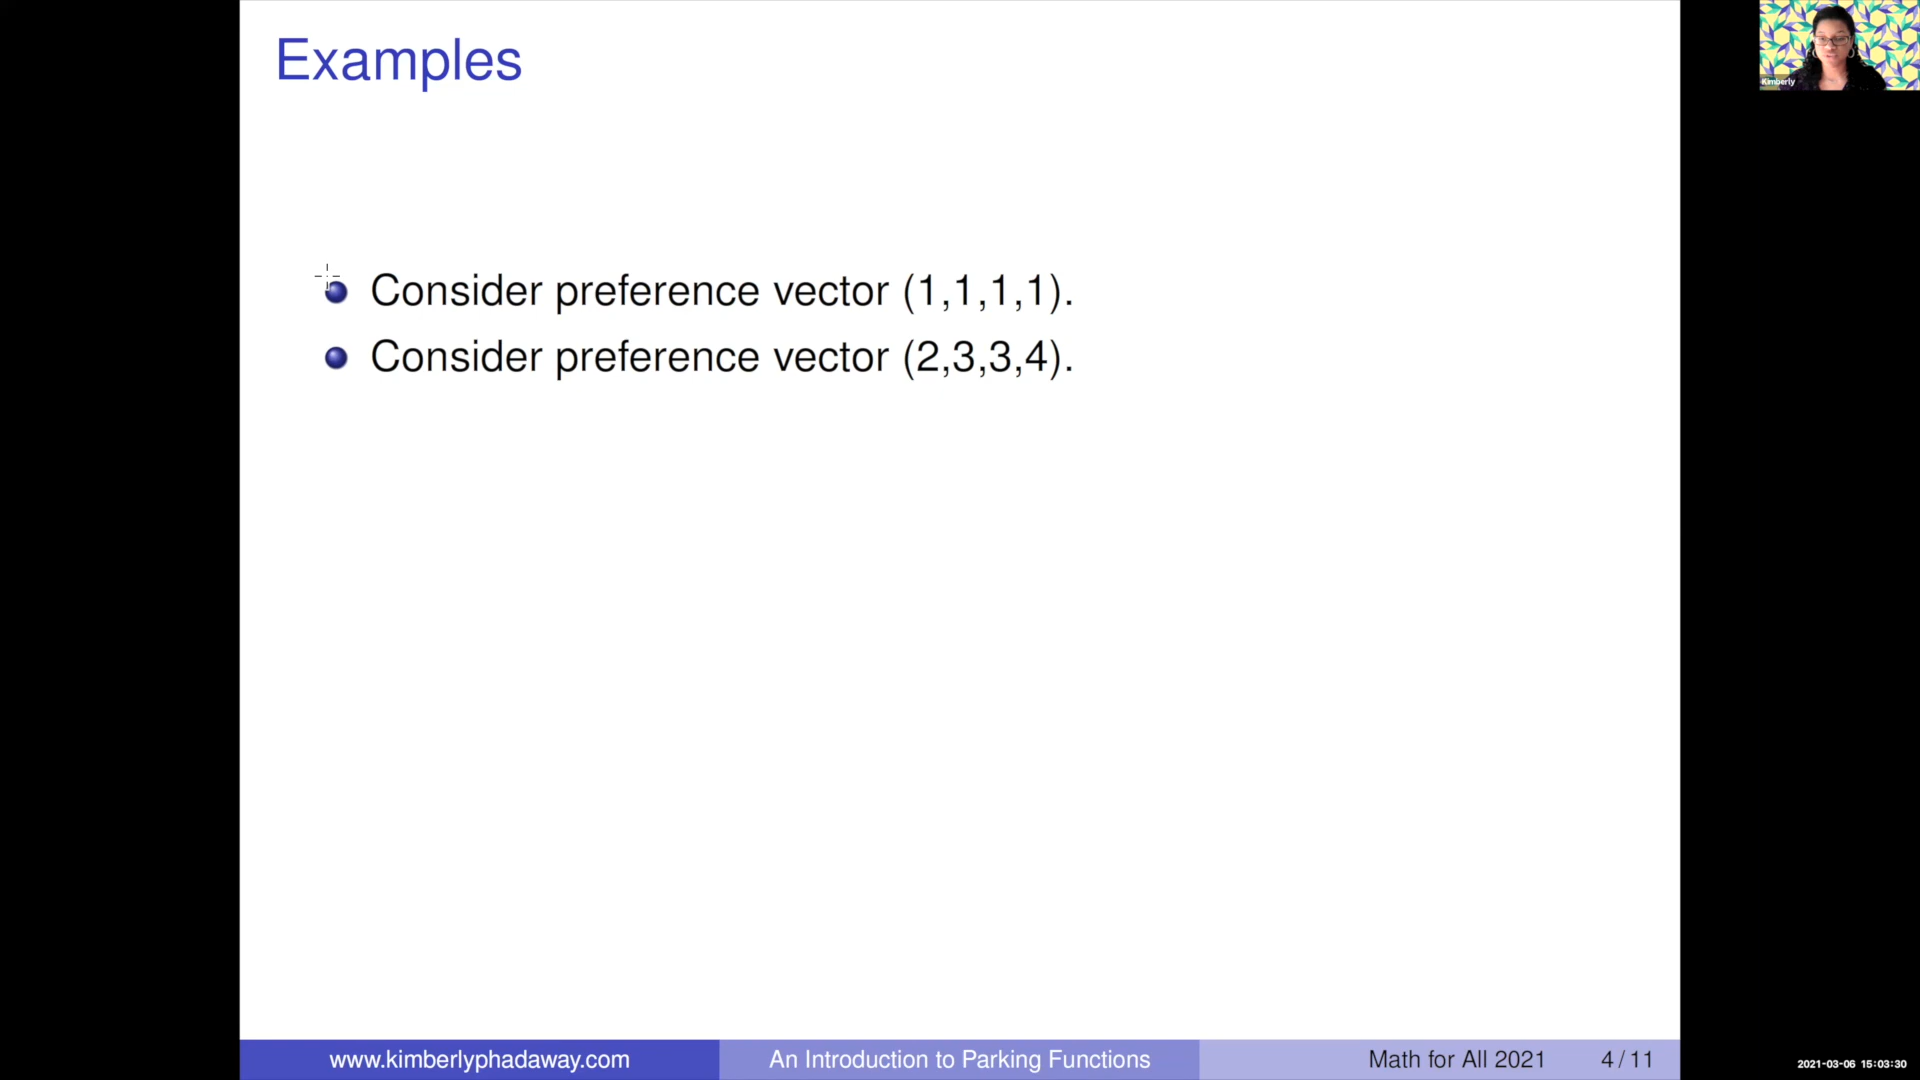 Examples
Kimberly
Consider preference vector (1,1,1,1).
Consider preference vector (2,3,3,4).
www.kimberlyphadaway.com
An Introduction to Parking Functions
Math for All 2021
4 / 11
2021-03-06 15:03:30